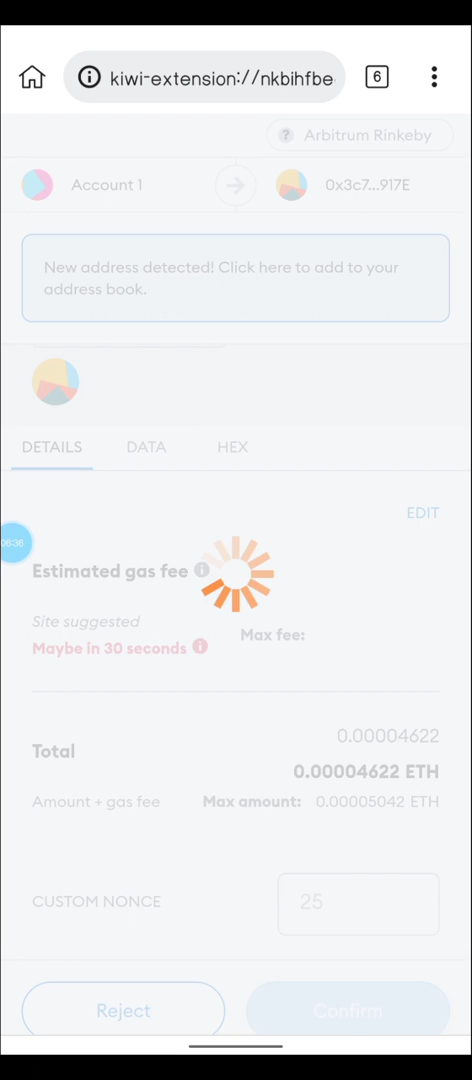 kiwi-extension://nkbihfbe
6
? Arbitrum Rinkeby
Account 1
0x3c7...917E
New address detected! Click here to add to your
address book.
DETAILS DATA HEX
EDIT
06:36
Estimated gas fee
Site suggested
Max fee:
Maybe in 30 seconds
0.00004622
Total
0.00004622 ETH
Amount + gas fee Max amount: 0.00005042 ETH
CUSTOM NONCE 25
Reject Confirm